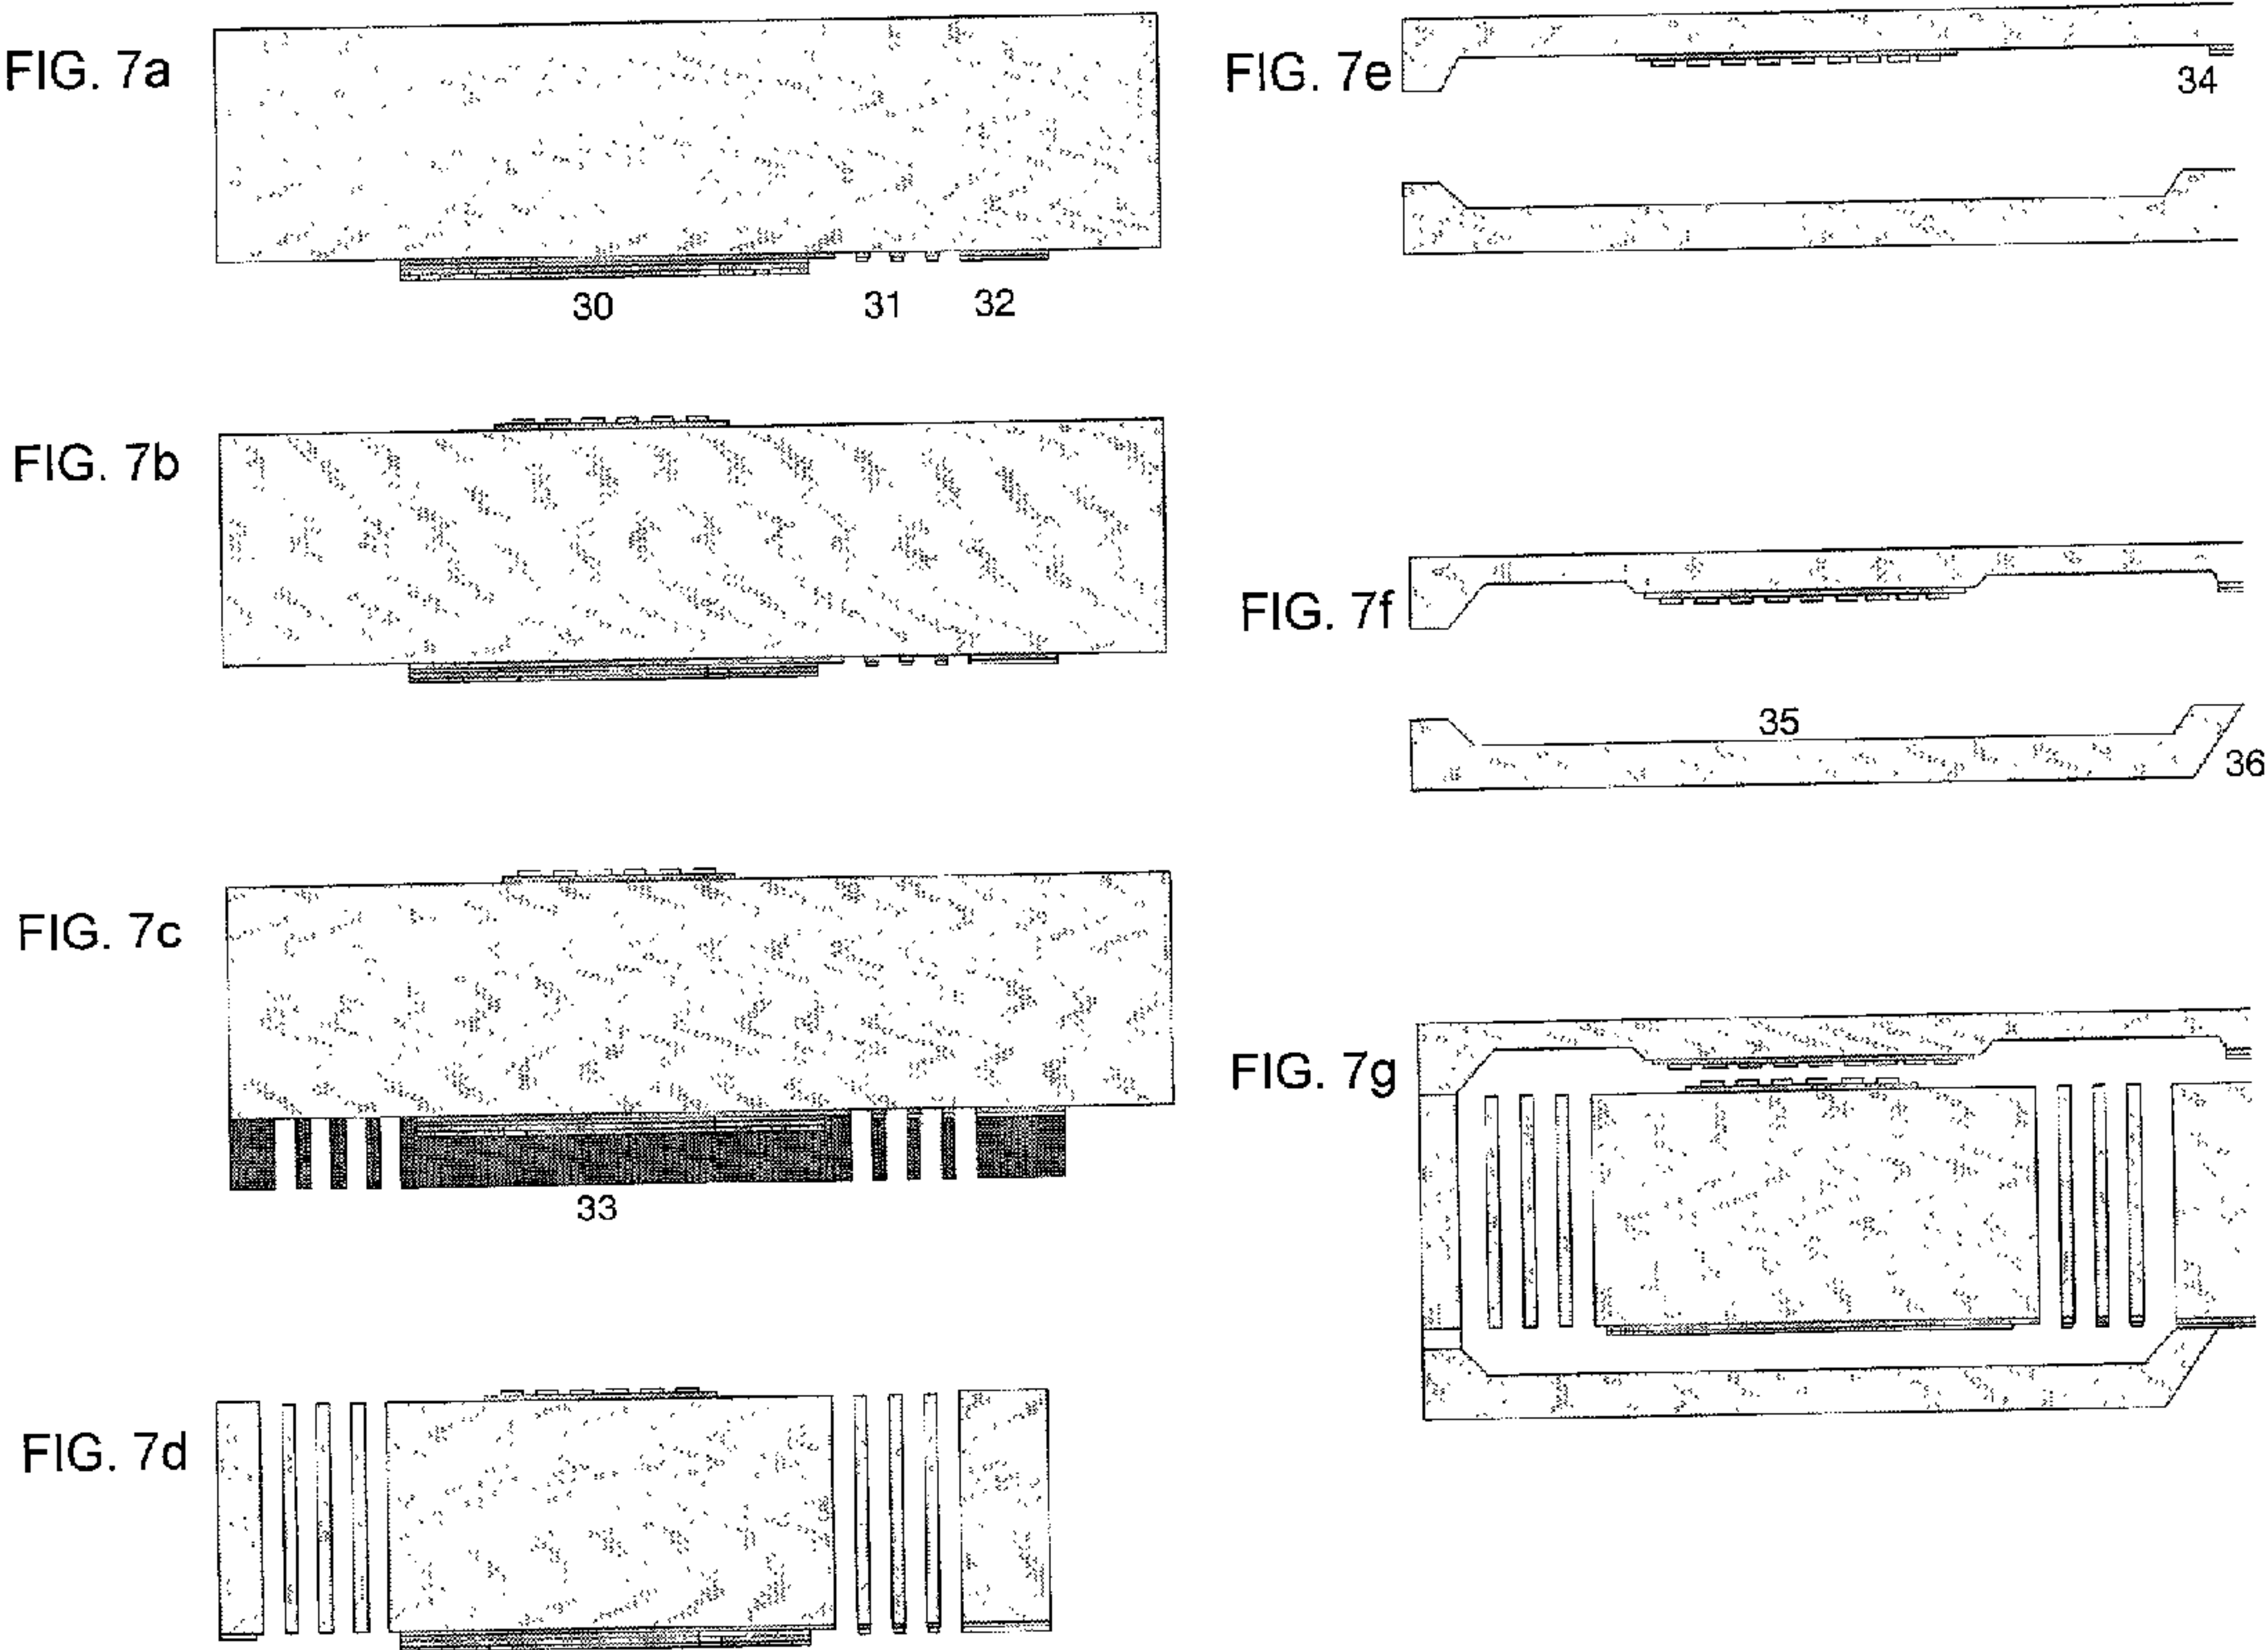 FIG. 7a
30
31
32
FIG. 7b
FIG. 7c
33
FIG. 7d
FIG. 7e
34
FIG. 7f
35
36
FIG. 7g